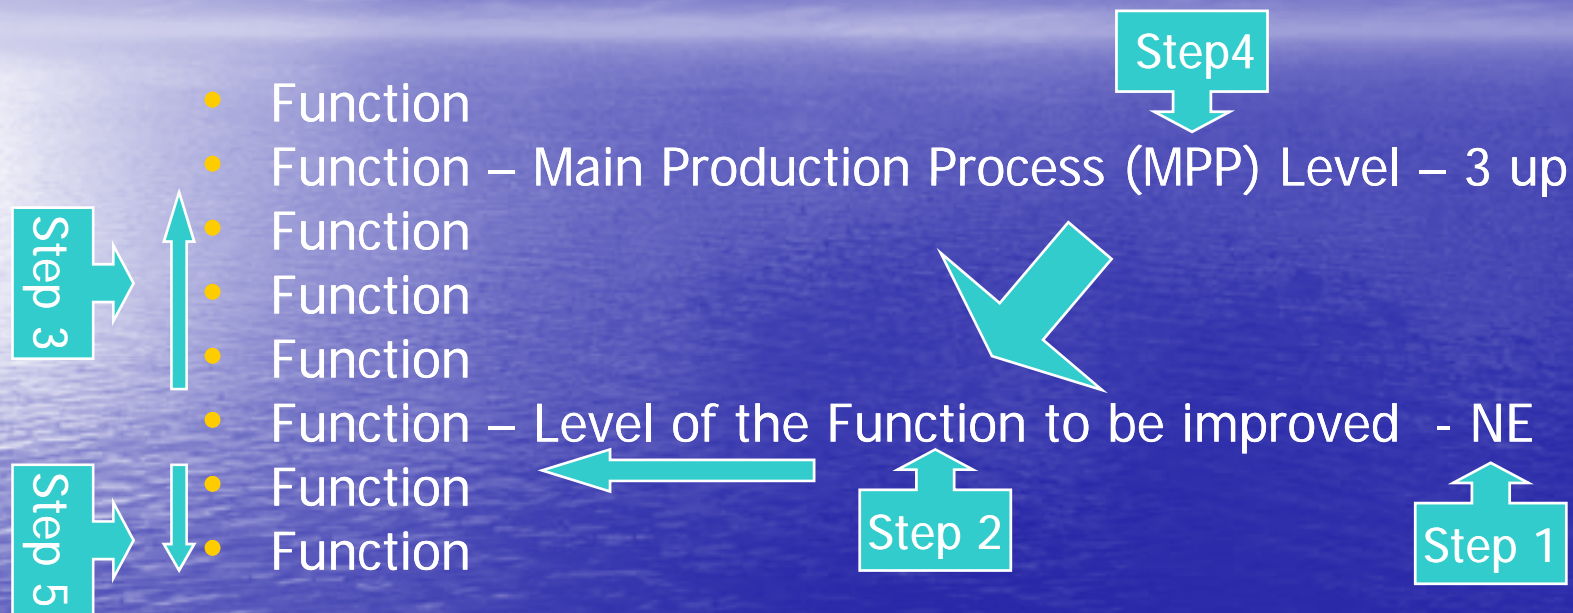 Step4
Function
Function – Main Production Process (MPP) Level – 3 up
Function
Function
Function
Function – Level of the Function to be improved - NE
Function
Function
Step 3
Step 5
Step 2
Step 1